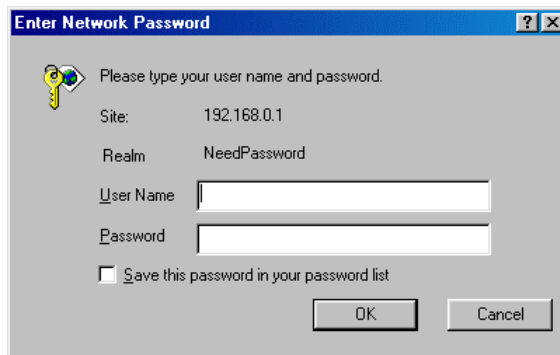 Enter Network Password
Please type your user name and password.
Site: 192.168.0.1
Realm NeedPassword
User Name
Password
Save this password in your password list
OK Cancel